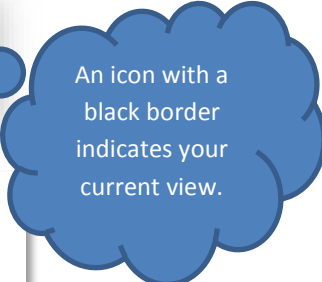 An icon with a
black border
indicates your
current view.